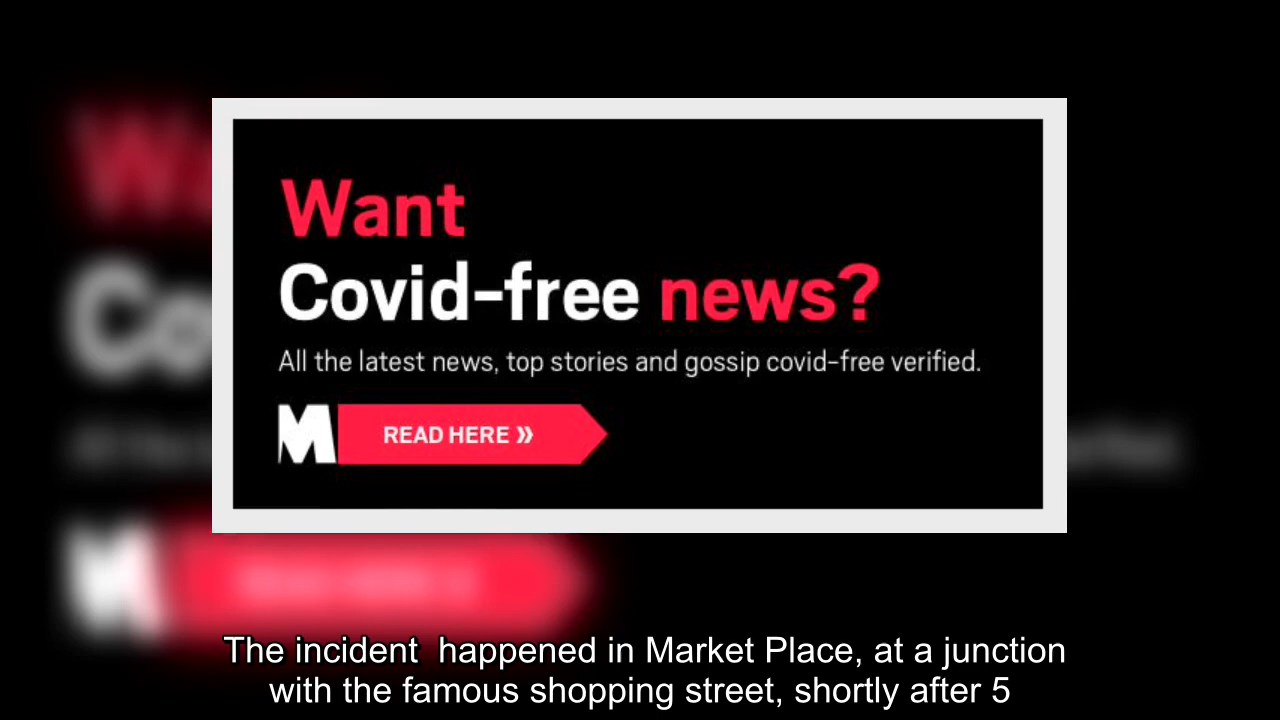 Want
Covid-free news?
All the latest news, top stories and gossip covid-free verified.
M READ HERE »
The incident  happened in Market Place, at a junction
with the famous shopping street, shortly after 5